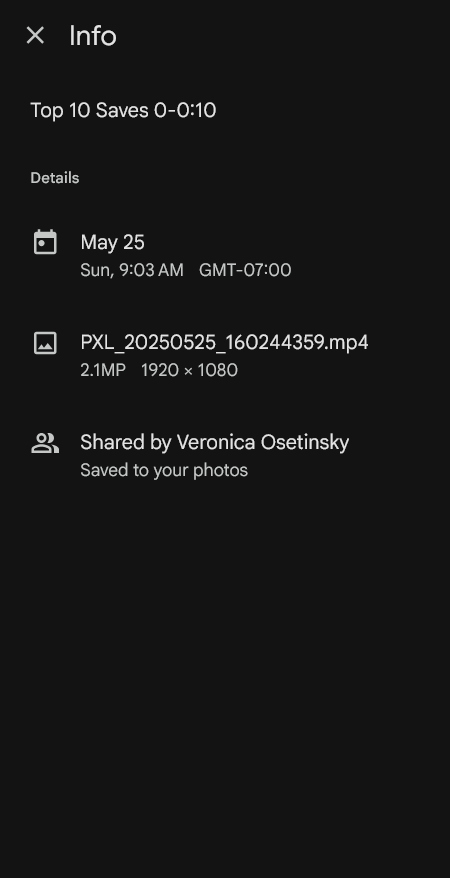 Info
Top 10 Saves 0-0:10
Details
May 25
Sun, 9:03 AM GMT-07:00
PXL_20250525_160244359.mp4
2.1MP 1920 × 1080
Shared by Veronica Osetinsky
Saved to your photos